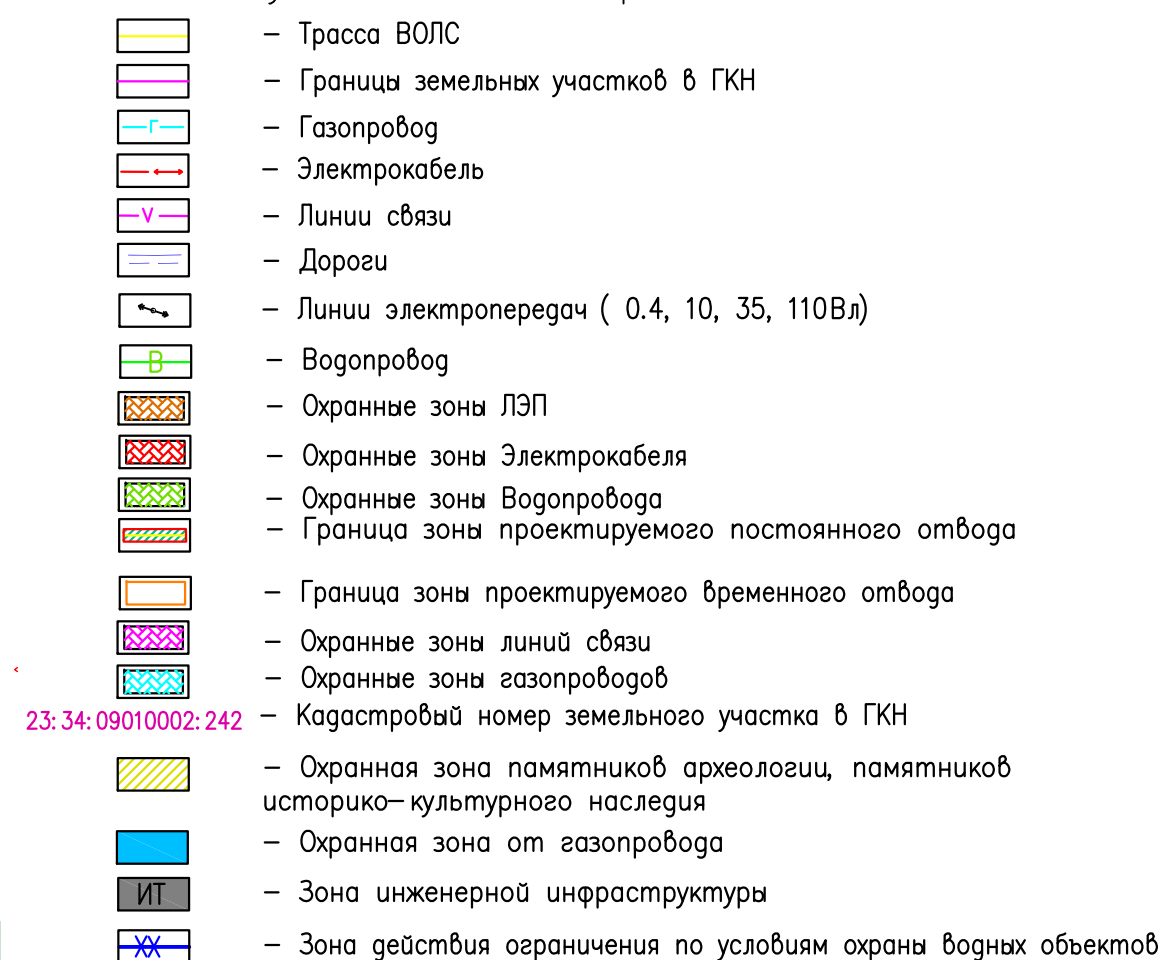 – Трасса ВОЛС
– Границы земельных участков в ГКН
Г – Газопровод
– Электрокабель
V – Линии связи
– Дороги
– Линии электропередач ( 0.4, 10, 35, 110Вл)
В – Водопровод
– Охранные зоны ЛЭП
– Охранные зоны Электрокабеля
– Охранные зоны Водопровода
– Граница зоны проектируемого постоянного отвода
– Граница зоны проектируемого временного отвода
– Охранные зоны линий связи
– Охранные зоны газопроводов
23:34:09010002:242 – Кадастровый номер земельного участка в ГКН
– Охранная зона памятников археологии, памятников
историко–культурного наследия
– Охранная зона от газопровода
ИТ – Зона инженерной инфраструктуры
– Зона действия ограничения по условиям охраны водных объектов